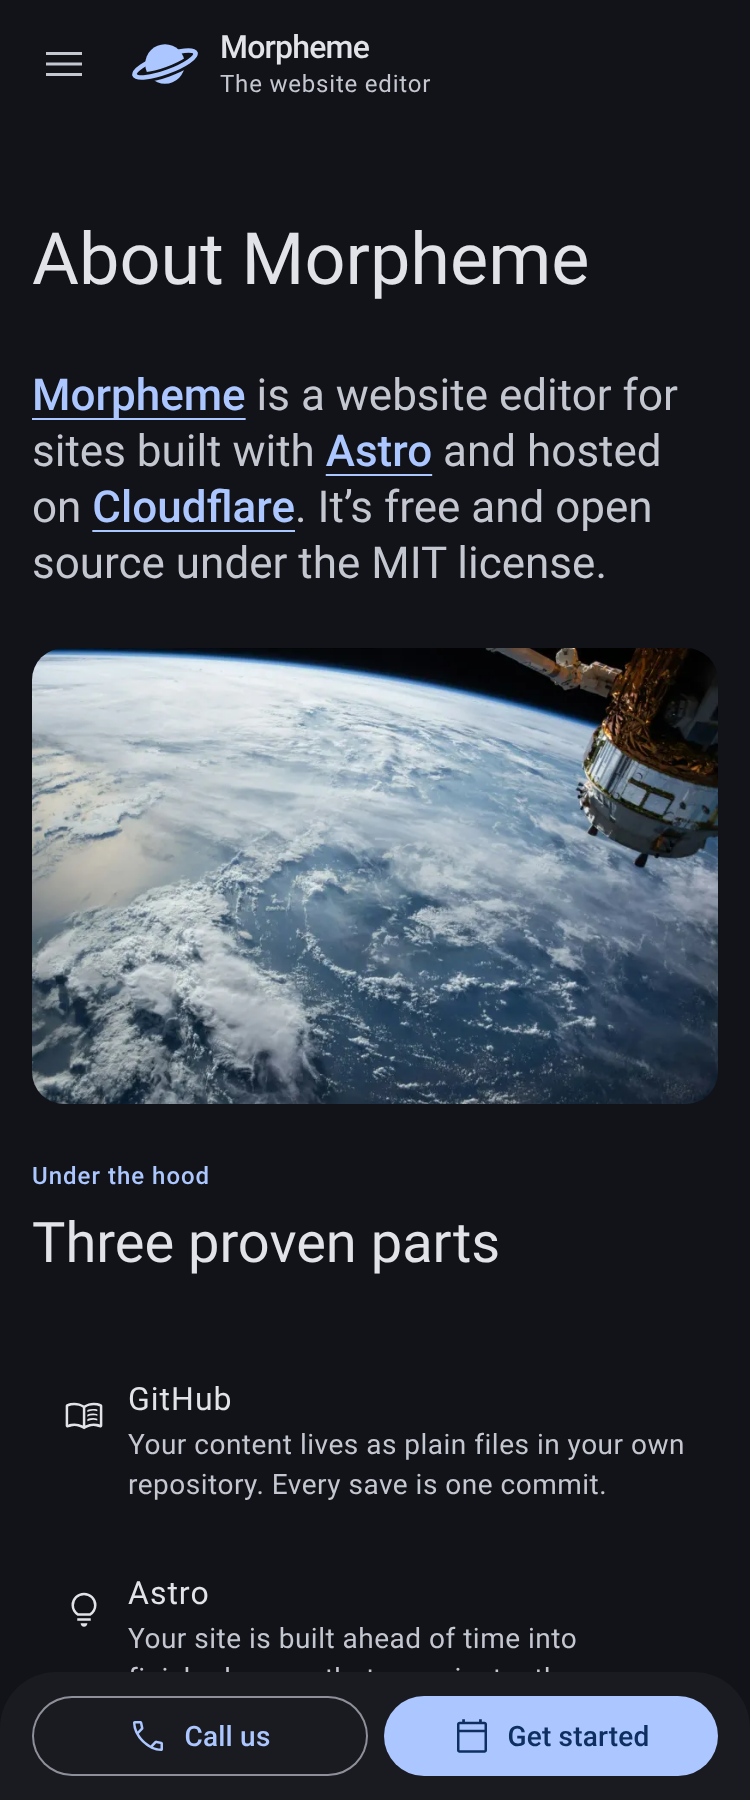 Morpheme
The website editor
About Morpheme
Morpheme is a website editor for
sites built with Astro and hosted
on Cloudflare. It’s free and open
source under the MIT license.
Under the hood
Three proven parts
GitHub
Your content lives as plain files in your own
repository. Every save is one commit.
Astro
Your site is built ahead of time into
Call us
Get started